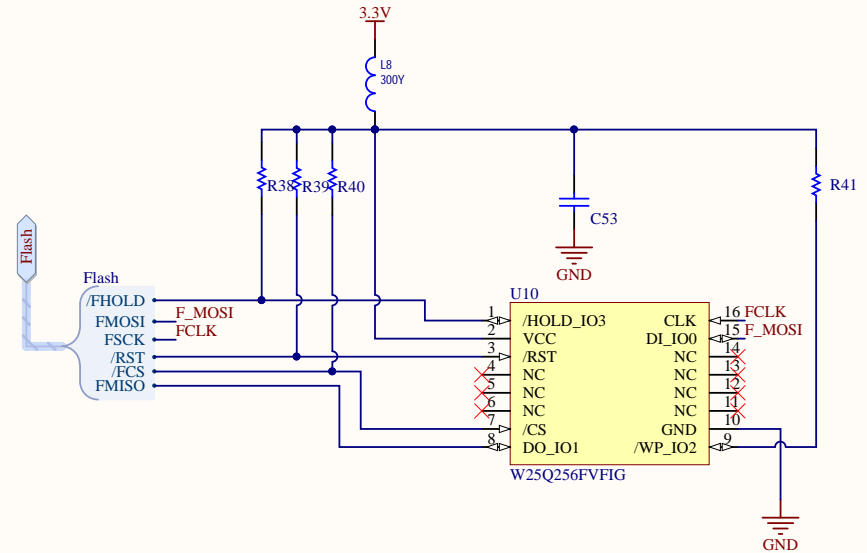 3.3V
L8
300Y
R38
R39
R40
R41
C53
GND
Flash
Flash
/FHOLD
FMOSI
F_MOSI
FSCK
FCLK
/RST
/FCS
FMISO
U10
1 /HOLD_IO3
2 VCC
3 /RST
4 NC
5 NC
6 NC
7 /CS
8 DO_IO1
CLK 16 FCLK
DI_IO0 15 F_MOSI
NC 14
NC 13
NC 12
NC 11
GND 10
/WP_IO2 9
W25Q256FVFIG
GND